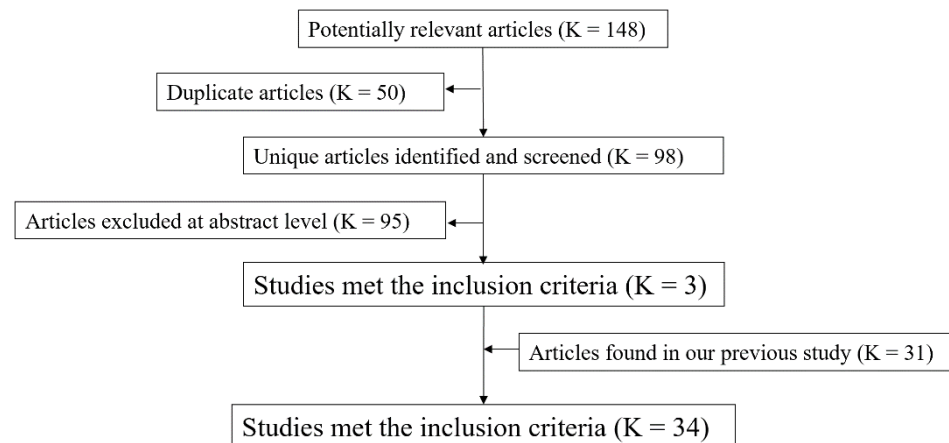 Potentially relevant articles (K = 148)
Duplicate articles (K = 50)
Unique articles identified and screened (K = 98)
Articles excluded at abstract level (K = 95)
Studies met the inclusion criteria (K = 3)
Articles found in our previous study (K = 31)
Studies met the inclusion criteria (K = 34)